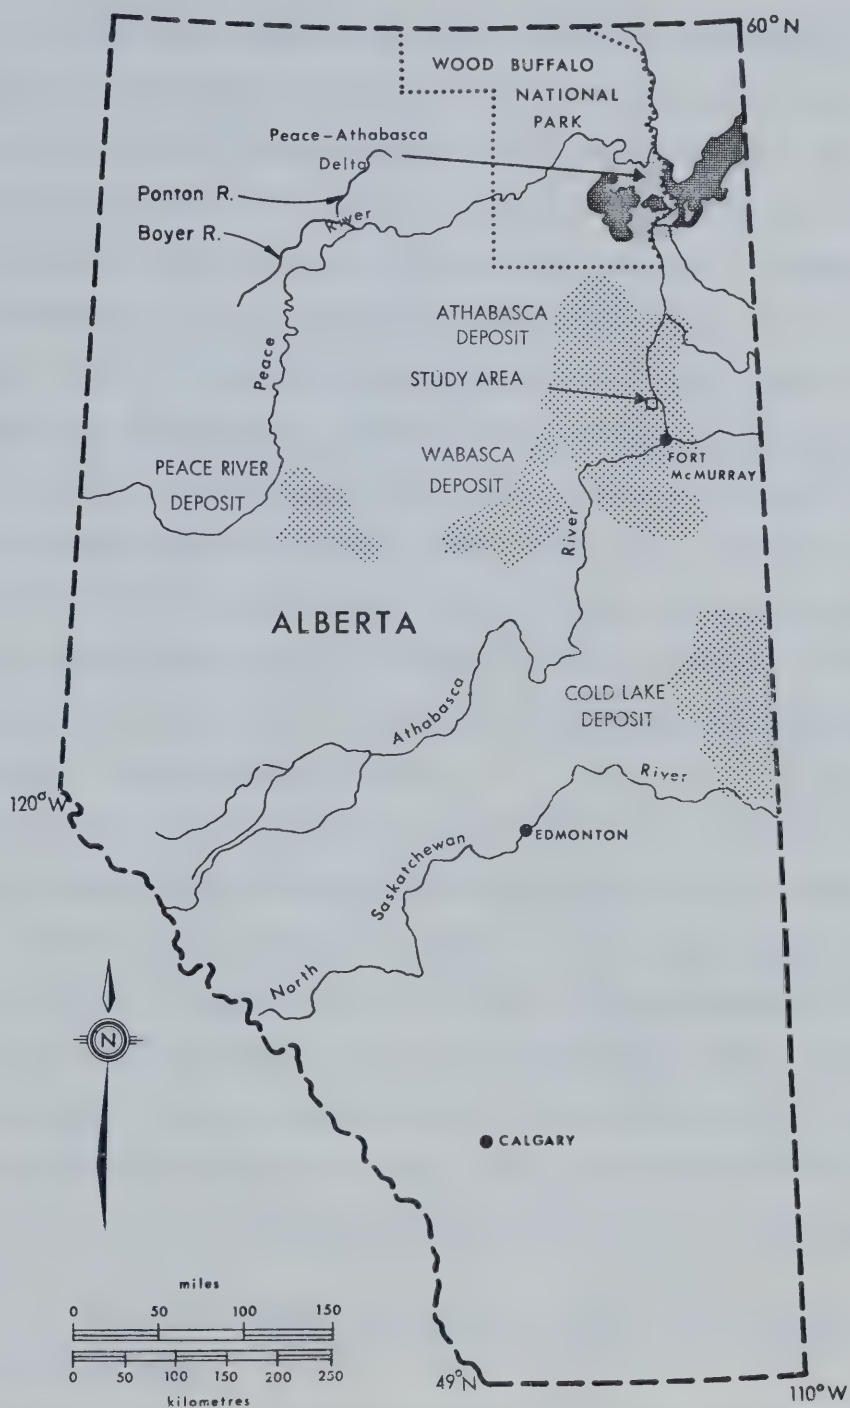 60° N
WOOD BUFFALO
NATIONAL
PARK
Peace-Athabasca
Delta
Ponton R.
River
Boyer R.
ATHABASCA
DEPOSIT
Peace
STUDY AREA
PEACE RIVER
DEPOSIT
WABASCA
DEPOSIT
FORT
McMURRAY
River
ALBERTA
COLD LAKE
DEPOSIT
Athabasca
River
120°W
EDMONTON
Saskatchewan
North
N
CALGARY
miles
0 50 100 150
0 50 100 150 200 250
kilometres
49°N
110°W